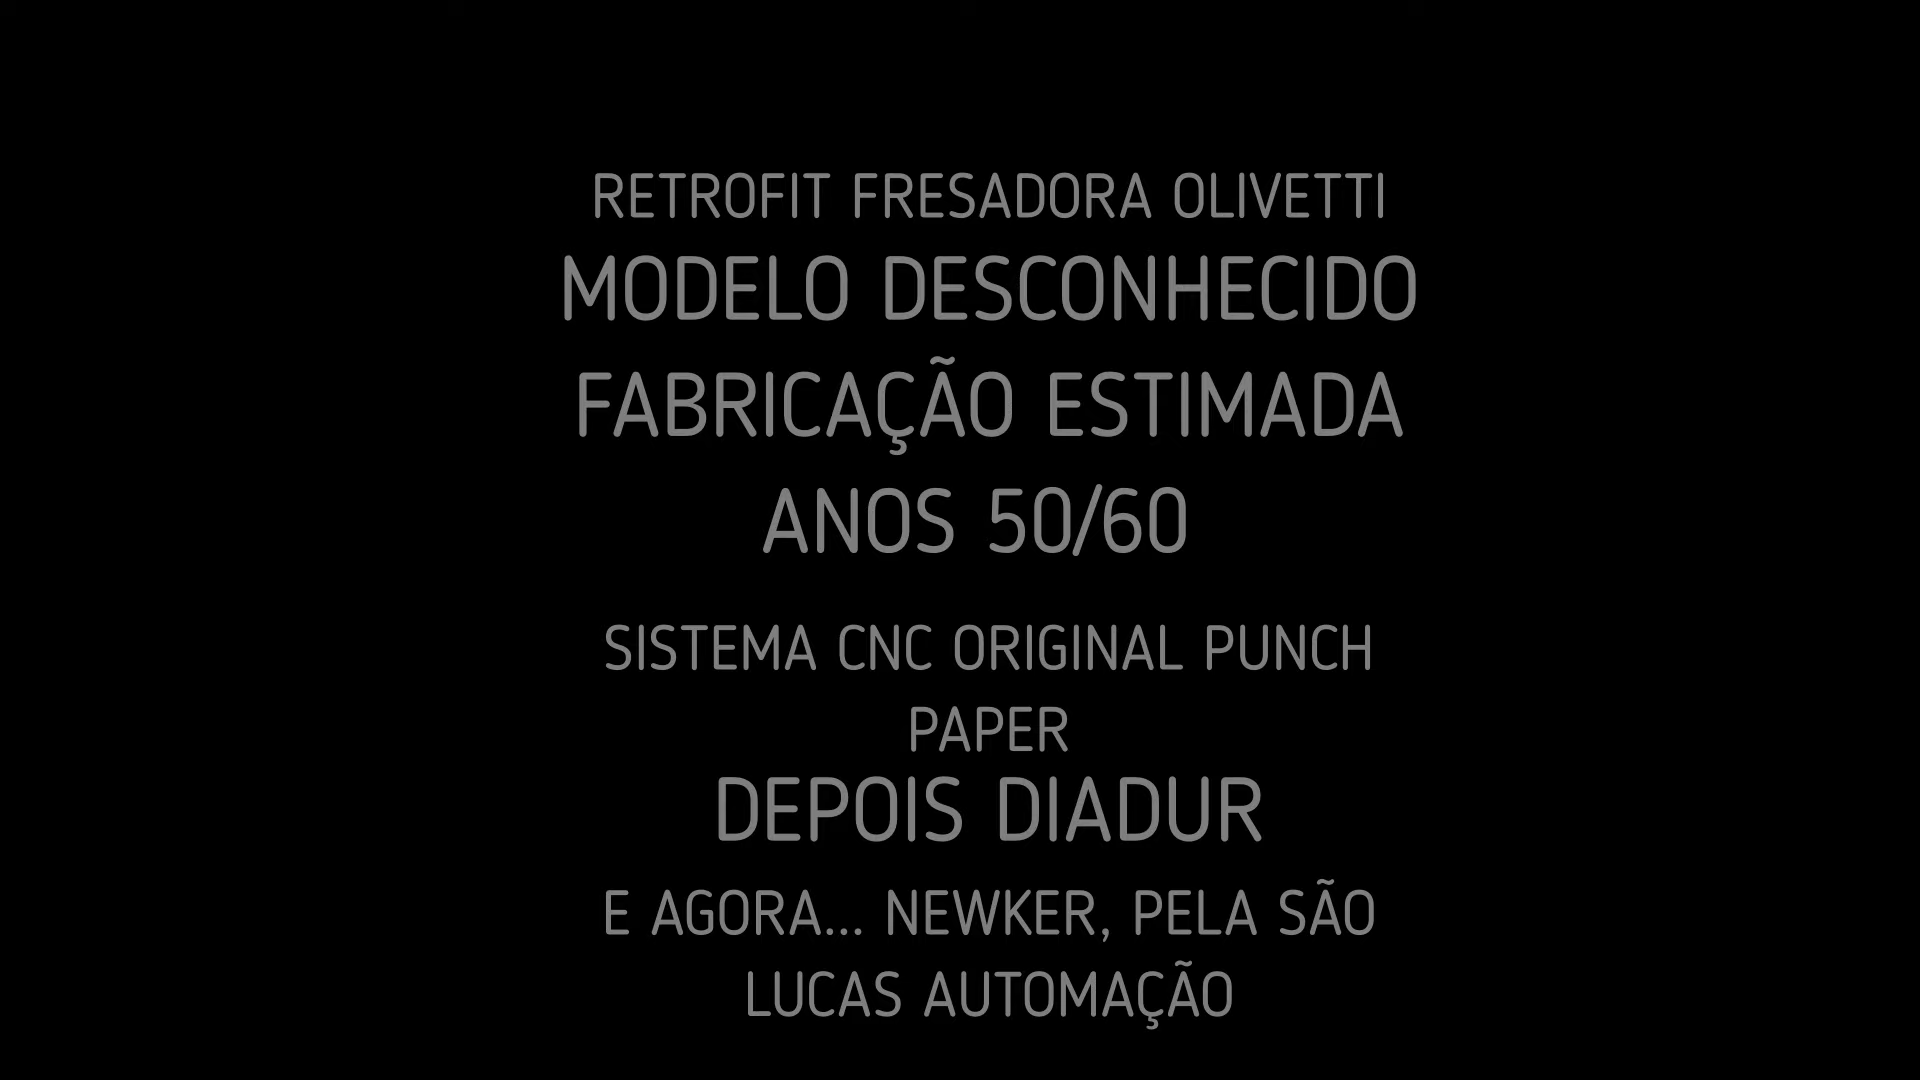 RETROFIT FRESADORA OLIVETTI
MODELO DESCONHECIDO
FABRICAÇÃO ESTIMADA
ANOS 50/60
SISTEMA CNC ORIGINAL PUNCH
PAPER
DEPOIS DIADUR
E AGORA... NEWKER, PELA SÃO
LUCAS AUTOMAÇÃO